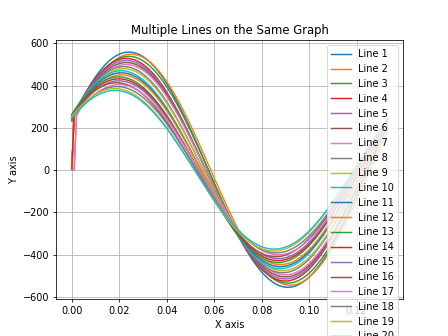 Multiple Lines on the Same Graph
Y axis
600
400
200
0
−200
−400
−600
0.00
0.02
0.04
0.06
0.08
0.10
X axis
Line 1
Line 2
Line 3
Line 4
Line 5
Line 6
Line 7
Line 8
Line 9
Line 10
Line 11
Line 12
Line 13
Line 14
Line 15
Line 16
Line 17
Line 18
Line 19
Line 20